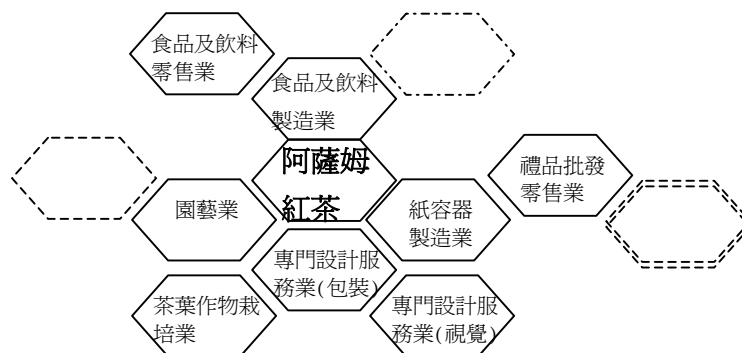 食品及飲料
零售業
食品及飲料
製造業
阿薩姆
紅茶
禮品批發
零售業
園藝業
紙容器
製造業
專門設計服
務業(包裝)
茶葉作物栽
培業
專門設計服
務業(視覺)